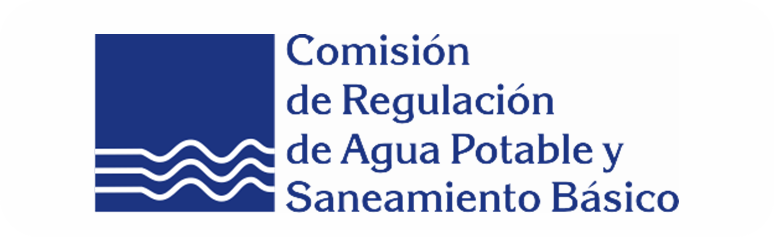 Comisión
de Regulación
de Agua Potable y
Saneamiento Básico